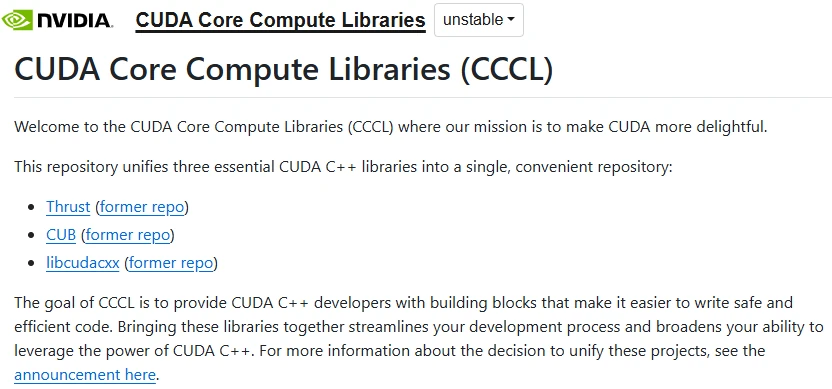 NVIDIA. CUDA Core Compute Libraries unstable
CUDA Core Compute Libraries (CCCL)
Welcome to the CUDA Core Compute Libraries (CCCL) where our mission is to make CUDA more delightful.
This repository unifies three essential CUDA C++ libraries into a single, convenient repository:
• Thrust (former repo)
• CUB (former repo)
• libcudacxx (former repo)
The goal of CCCL is to provide CUDA C++ developers with building blocks that make it easier to write safe and
efficient code. Bringing these libraries together streamlines your development process and broadens your ability to
leverage the power of CUDA C++. For more information about the decision to unify these projects, see the
announcement here.